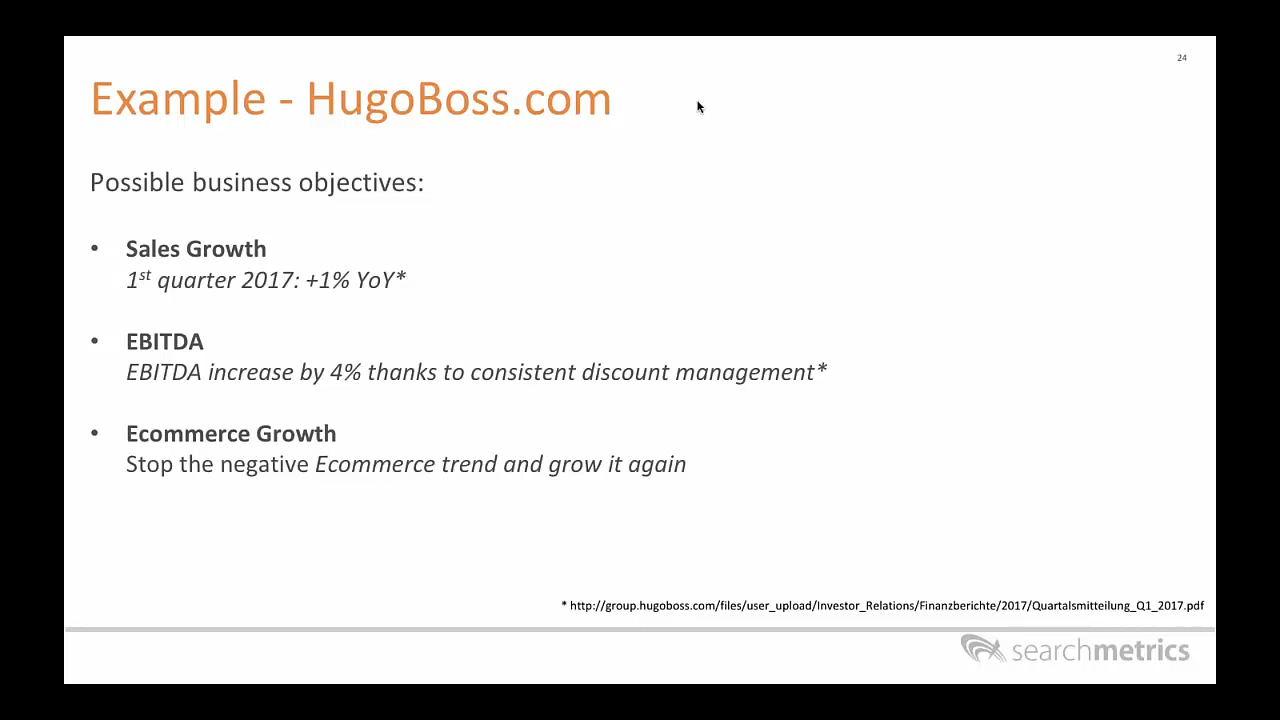 24
Example - HugoBoss.com
Possible business objectives:
• Sales Growth
1st quarter 2017: +1% YoY*
• EBITDA
EBITDA increase by 4% thanks to consistent discount management*
• Ecommerce Growth
Stop the negative Ecommerce trend and grow it again
* http://group.hugoboss.com/files/user_upload/Investor_Relations/Finanzberichte/2017/Quartalsmitteilung_Q1_2017.pdf
searchmetrics